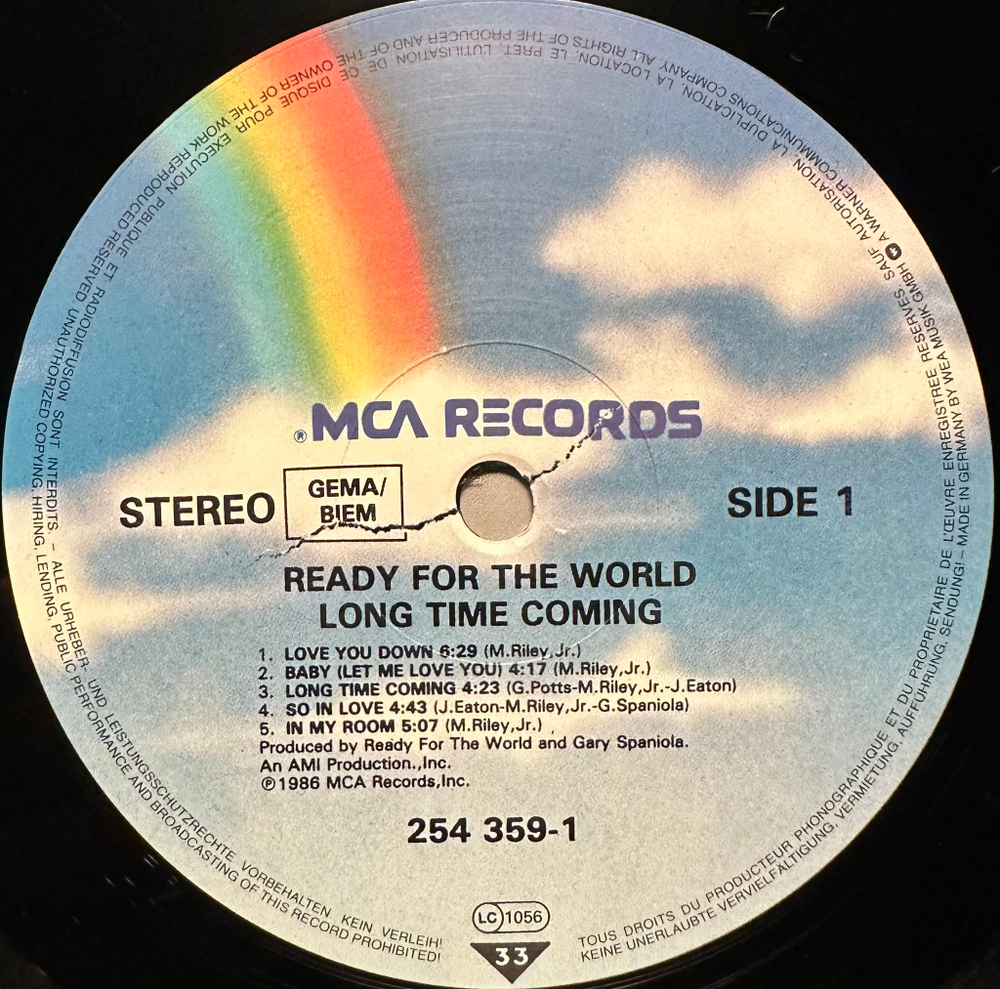 ®MCA RECORDS
STEREO
GEMA/
BIEM
SIDE 1
READY FOR THE WORLD
LONG TIME COMING
1. LOVE YOU DOWN 6:29 (M.Riley,Jr.)
2. BABY (LET ME LOVE YOU) 4:17 (M.Riley,Jr.)
3. LONG TIME COMING 4:23 (G.Potts-M.Riley,Jr.-J.Eaton)
4. SO IN LOVE 4:43 (J.Eaton-M.Riley,Jr.-G.Spaniola)
5. IN MY ROOM 5:07 (M.Riley,Jr.)
Produced by Ready For The World and Gary Spaniola.
An AMI Production.,Inc.
℗1986 MCA Records,Inc.
254 359-1
LC 1056
33
TOUS DROITS DU PRODUCTEUR PHONOGRAPHIQUE ET DU PROPRIETAIRE DE L'ŒUVRE ENREGISTREE RESERVES. SAUF AUTORISATION, LA DUPLICATION, LA LOCATION, LE PRET, L'UTILISATION DE CE DISQUE POUR EXECUTION PUBLIQUE ET RADIODIFFUSION SONT INTERDITS. – ALLE URHEBER- UND LEISTUNGSSCHUTZRECHTE VORBEHALTEN KEIN VERLEIH!
KEINE UNERLAUBTE VERVIELFÄLTIGUNG, VERMIETUNG, AUFFÜHRUNG, SENDUNG! – MADE IN GERMANY BY WEA MUSIK GMBH A WARNER COMMUNICATIONS COMPANY ALL RIGHTS OF THE PRODUCER AND OF THE OWNER OF THE WORK REPRODUCED RESERVED. UNAUTHORIZED COPYING, HIRING, LENDING, PUBLIC PERFORMANCE AND BROADCASTING OF THIS RECORD PROHIBITED!